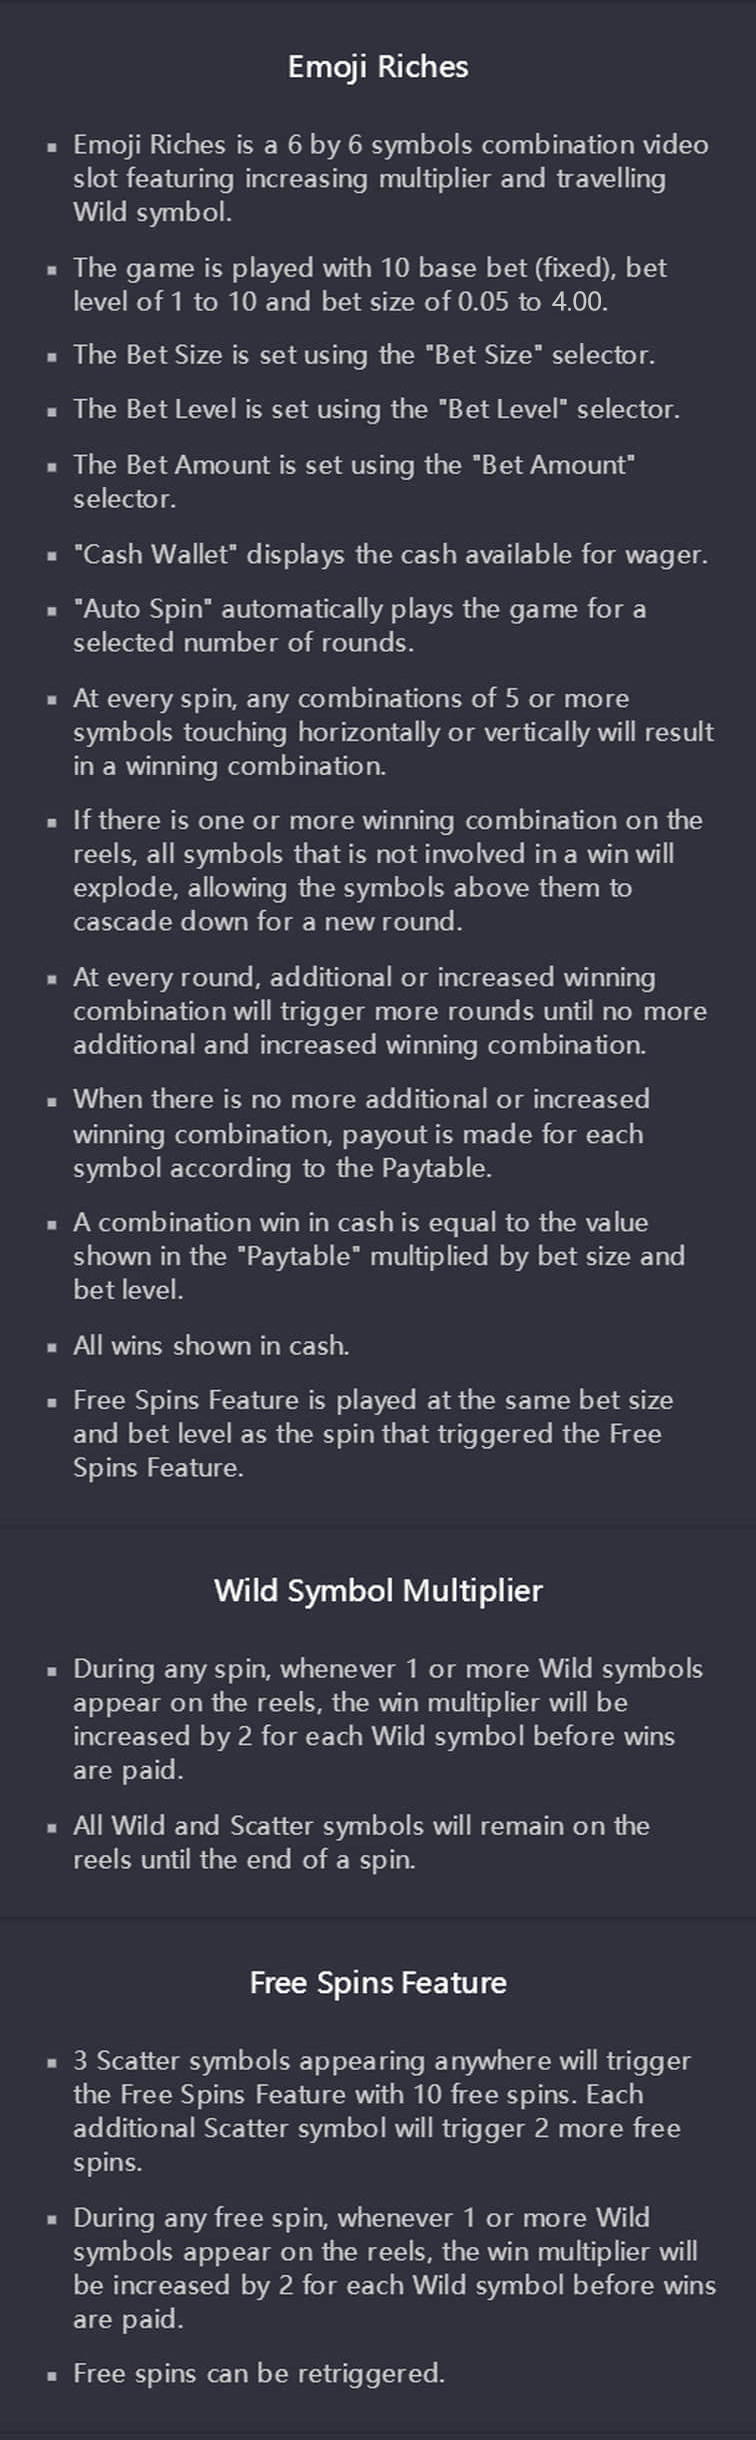 Emoji Riches
▪ Emoji Riches is a 6 by 6 symbols combination video
slot featuring increasing multiplier and travelling
Wild symbol.
▪ The game is played with 10 base bet (fixed), bet
level of 1 to 10 and bet size of 0.05 to 4.00.
▪ The Bet Size is set using the "Bet Size" selector.
▪ The Bet Level is set using the "Bet Level" selector.
▪ The Bet Amount is set using the "Bet Amount"
selector.
▪ "Cash Wallet" displays the cash available for wager.
▪ "Auto Spin" automatically plays the game for a
selected number of rounds.
▪ At every spin, any combinations of 5 or more
symbols touching horizontally or vertically will result
in a winning combination.
▪ If there is one or more winning combination on the
reels, all symbols that is not involved in a win will
explode, allowing the symbols above them to
cascade down for a new round.
▪ At every round, additional or increased winning
combination will trigger more rounds until no more
additional and increased winning combination.
▪ When there is no more additional or increased
winning combination, payout is made for each
symbol according to the Paytable.
▪ A combination win in cash is equal to the value
shown in the "Paytable" multiplied by bet size and
bet level.
▪ All wins shown in cash.
▪ Free Spins Feature is played at the same bet size
and bet level as the spin that triggered the Free
Spins Feature.
Wild Symbol Multiplier
▪ During any spin, whenever 1 or more Wild symbols
appear on the reels, the win multiplier will be
increased by 2 for each Wild symbol before wins
are paid.
▪ All Wild and Scatter symbols will remain on the
reels until the end of a spin.
Free Spins Feature
▪ 3 Scatter symbols appearing anywhere will trigger
the Free Spins Feature with 10 free spins. Each
additional Scatter symbol will trigger 2 more free
spins.
▪ During any free spin, whenever 1 or more Wild
symbols appear on the reels, the win multiplier will
be increased by 2 for each Wild symbol before wins
are paid.
▪ Free spins can be retriggered.